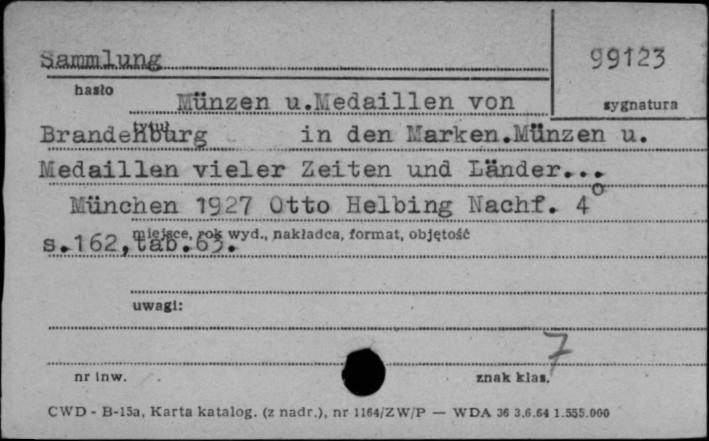 Sammlung
99123
hasło
sygnatura
Münzen u.Medaillen von
tytuł
Brandenburg in den Marken.Münzen u.
Medaillen vieler Zeiten und Länder...
München 1927 Otto Helbing Nachf. 4°
miejsce, rok wyd., nakładca, format, objętość
s.162,tab.63.
uwagi:
7
nr inw.
znak klas.
CWD - B-15a, Karta katalog. (z nadr.), nr 1164/ZW/P — WDA 36 3.6.64 1.555.000